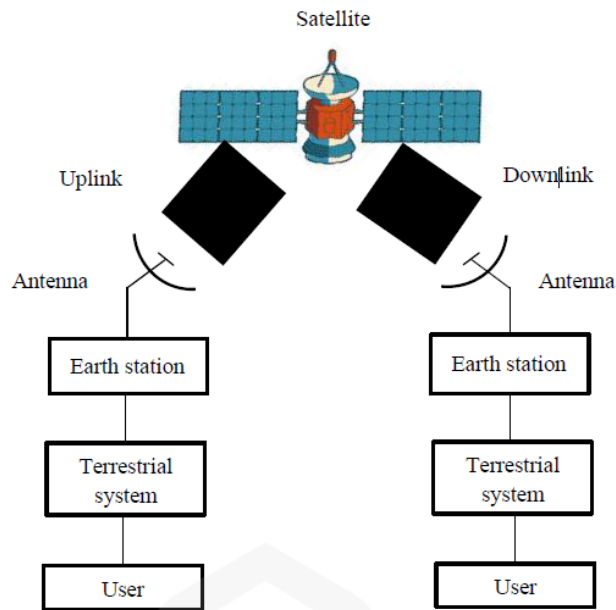 Satellite
Uplink
Downlink
Antenna
Antenna
Earth station
Earth station
Terrestrial
system
Terrestrial
system
User
User